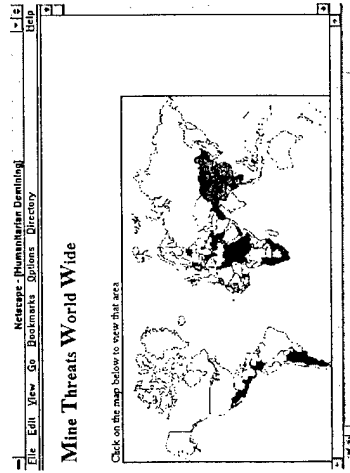 Netscape - [Humanitarian Demining]
File Edit View Go Bookmarks Options Directory Help
Mine Threats World Wide
Click on the map below to view that area